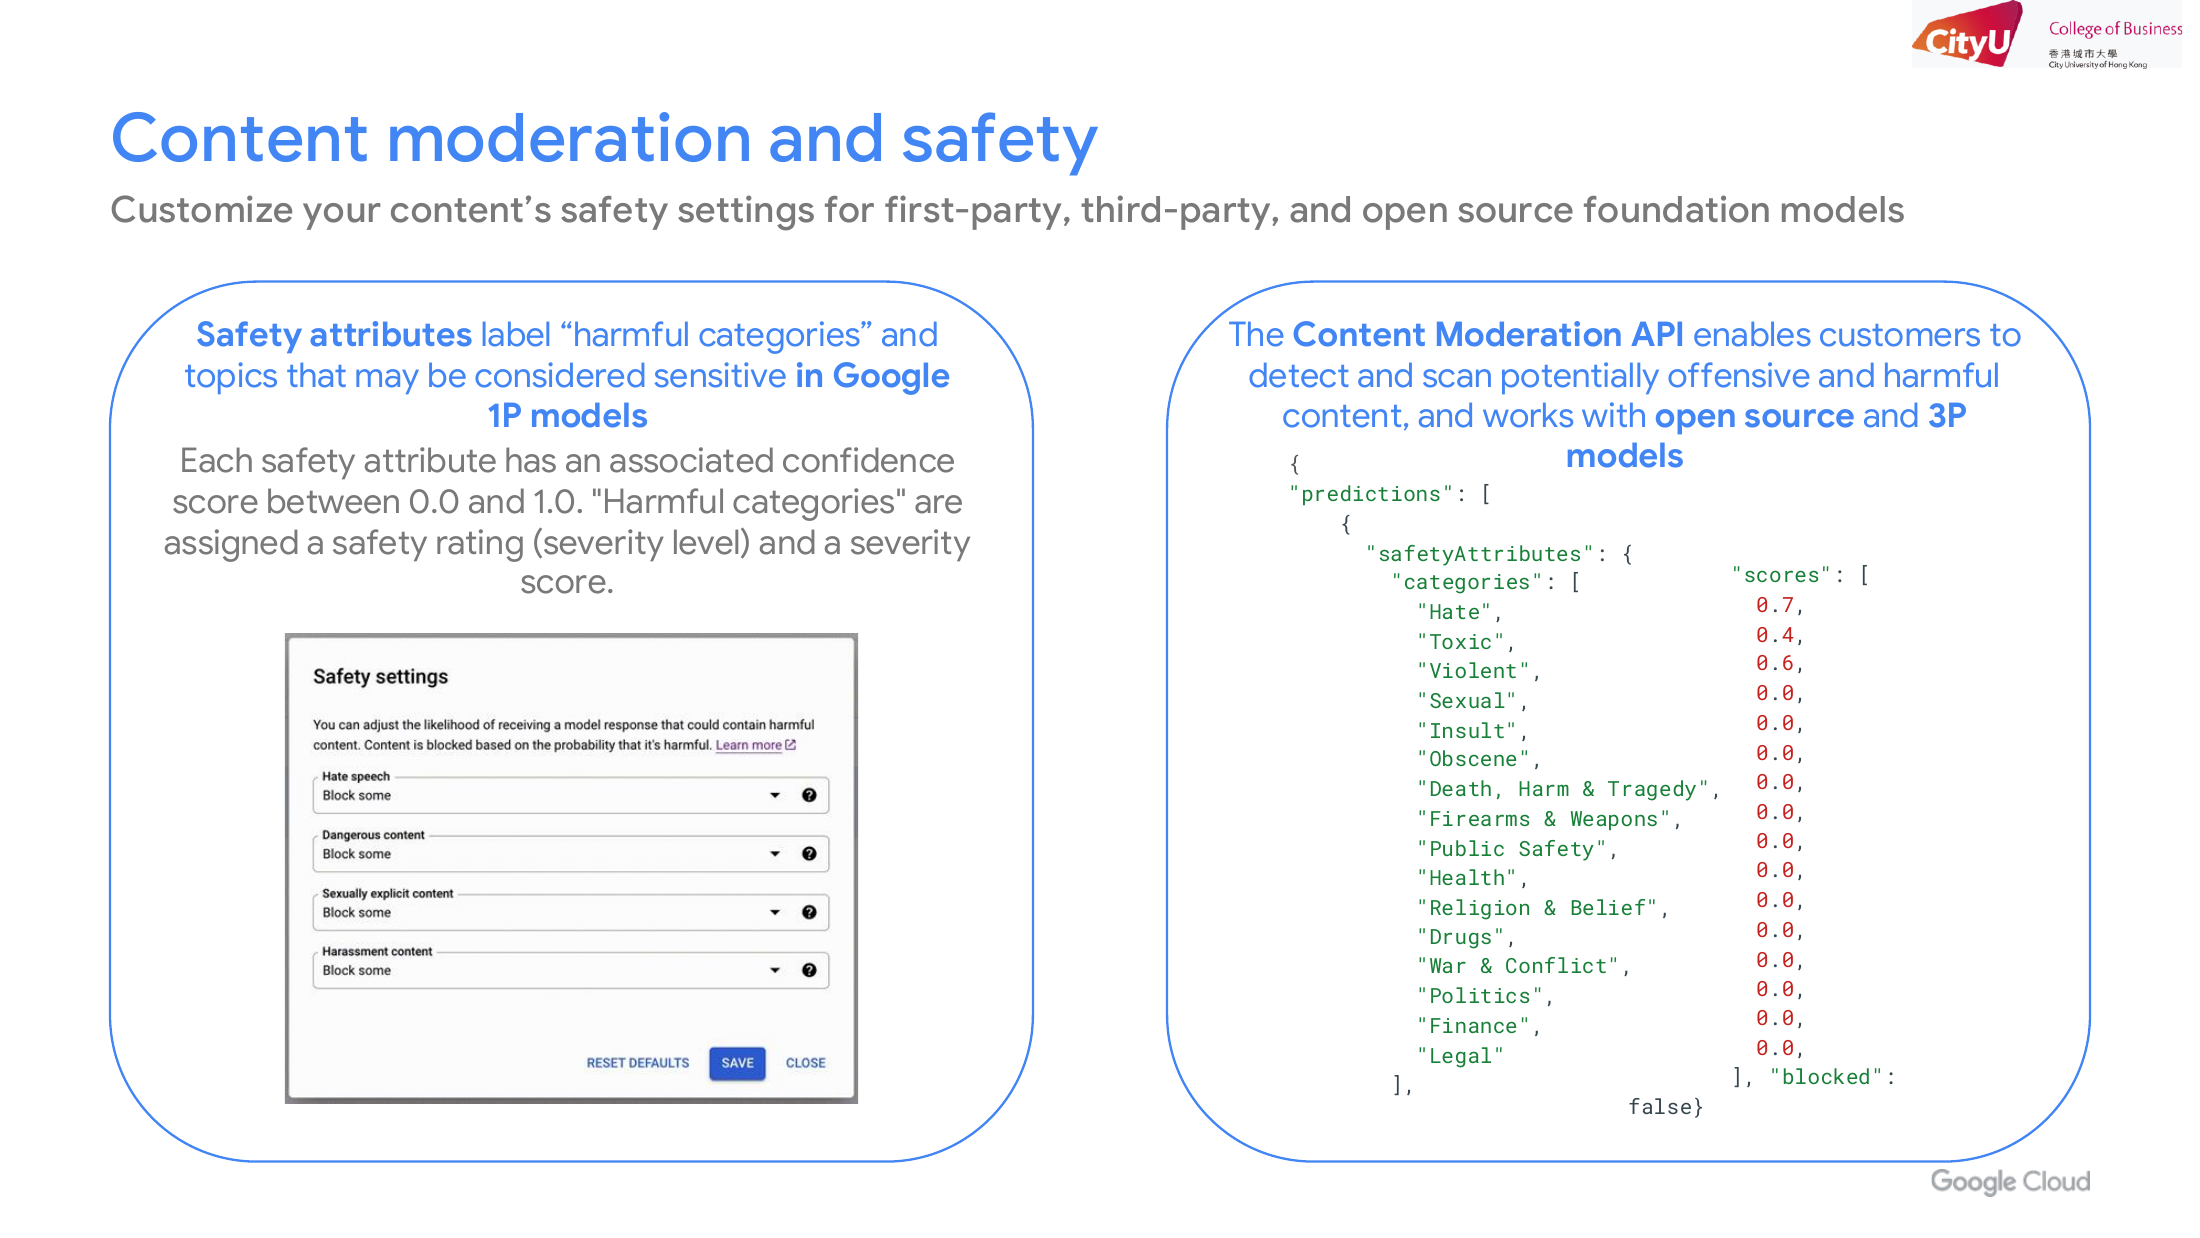 CityU
College of Business
香港城市大學
City University of Hong Kong
Content moderation and safety
Customize your content’s safety settings for first-party, third-party, and open source foundation models
Safety attributes label “harmful categories” and
topics that may be considered sensitive in Google
1P models
Each safety attribute has an associated confidence
score between 0.0 and 1.0. "Harmful categories" are
assigned a safety rating (severity level) and a severity
score.
Safety settings
You can adjust the likelihood of receiving a model response that could contain harmful
content. Content is blocked based on the probability that it's harmful. Learn more
Hate speech
Block some
Dangerous content
Block some
Sexually explicit content
Block some
Harassment content
Block some
RESET DEFAULTS SAVE CLOSE
The Content Moderation API enables customers to
detect and scan potentially offensive and harmful
content, and works with open source and 3P
models
{
"predictions": [
{
"safetyAttributes": {
"categories": [
"Hate",
"Toxic",
"Violent",
"Sexual",
"Insult",
"Obscene",
"Death, Harm & Tragedy",
"Firearms & Weapons",
"Public Safety",
"Health",
"Religion & Belief",
"Drugs",
"War & Conflict",
"Politics",
"Finance",
"Legal"
],
"scores": [
0.7,
0.4,
0.6,
0.0,
0.0,
0.0,
0.0,
0.0,
0.0,
0.0,
0.0,
0.0,
0.0,
0.0,
0.0,
0.0,
], "blocked":
false}
Google Cloud